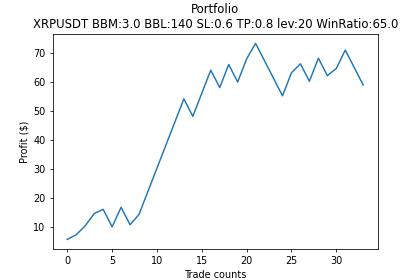 Portfolio
XRPUSDT BBM:3.0 BBL:140 SL:0.6 TP:0.8 lev:20 WinRatio:65.0
70
60
50
40
30
20
10
Profit ($)
0 5 10 15 20 25 30
Trade counts